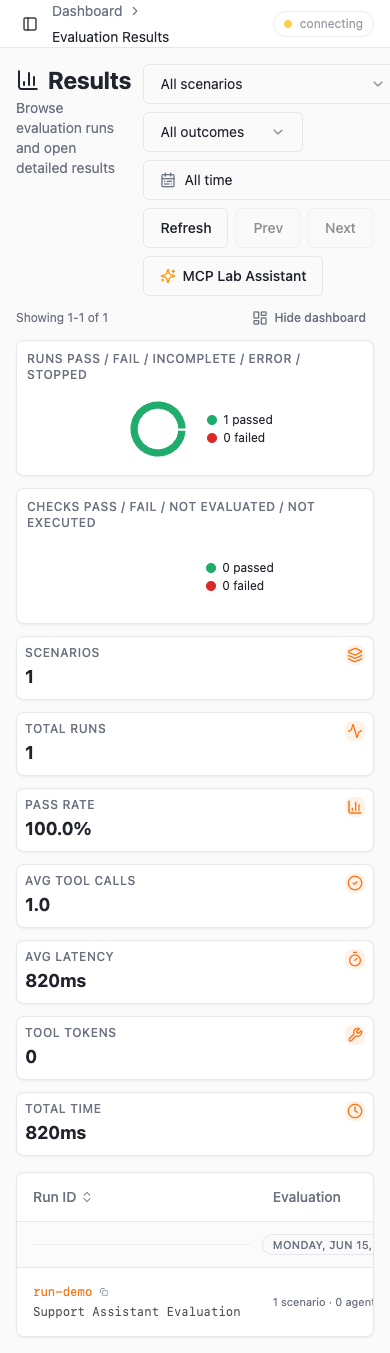 Dashboard
connecting
Evaluation Results
Results
Browse
evaluation runs
and open
detailed results
All scenarios
All outcomes
All time
Refresh
Prev
Next
MCP Lab Assistant
Showing 1-1 of 1
Hide dashboard
RUNS PASS / FAIL / INCOMPLETE / ERROR /
STOPPED
1 passed
0 failed
CHECKS PASS / FAIL / NOT EVALUATED / NOT
EXECUTED
0 passed
0 failed
SCENARIOS
1
TOTAL RUNS
1
PASS RATE
100.0%
AVG TOOL CALLS
1.0
AVG LATENCY
820ms
TOOL TOKENS
0
TOTAL TIME
820ms
Run ID
Evaluation
MONDAY, JUN 15,
run-demo
Support Assistant Evaluation
1 scenario · 0 agent